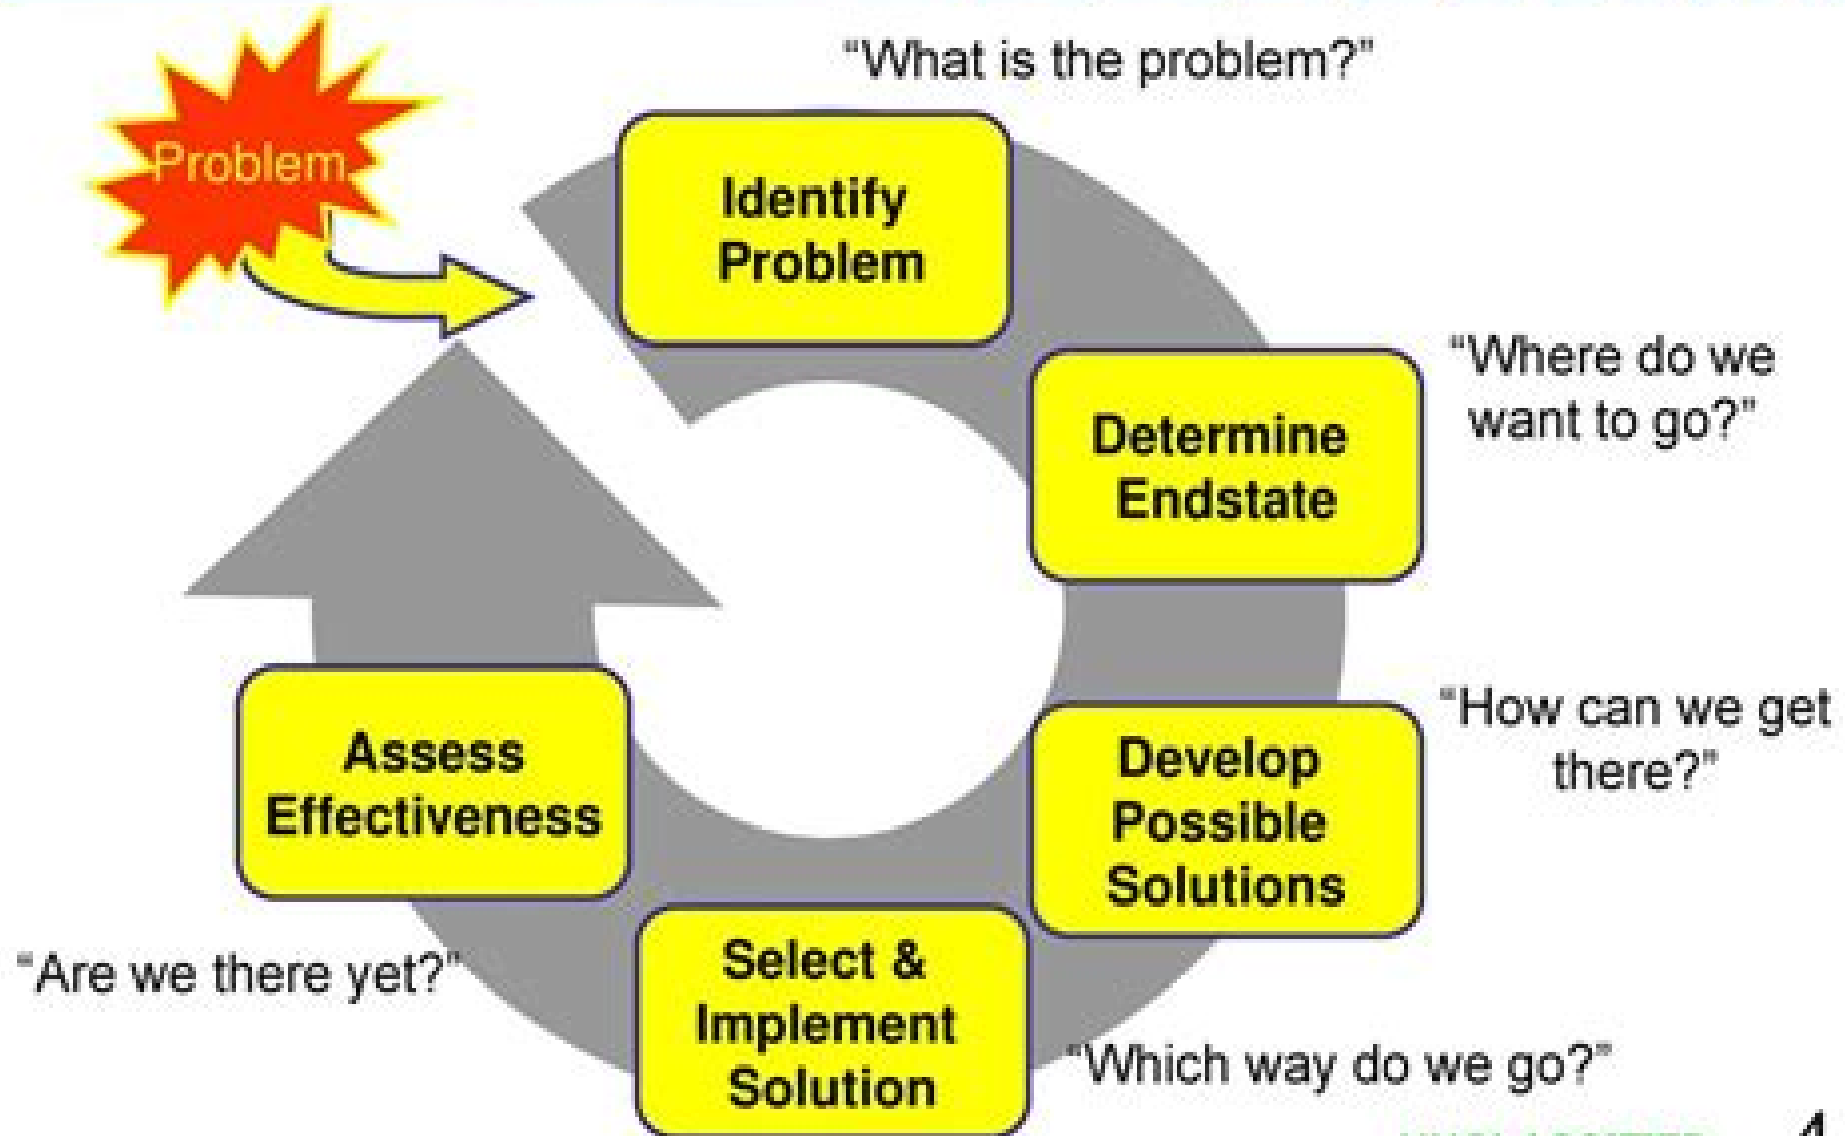 “What is the problem?”
Problem
Identify
Problem
“Where do we
want to go?”
Determine
Endstate
“How can we get
there?”
Develop
Possible
Solutions
“Which way do we go?”
Select &
Implement
Solution
“Are we there yet?”
Assess
Effectiveness